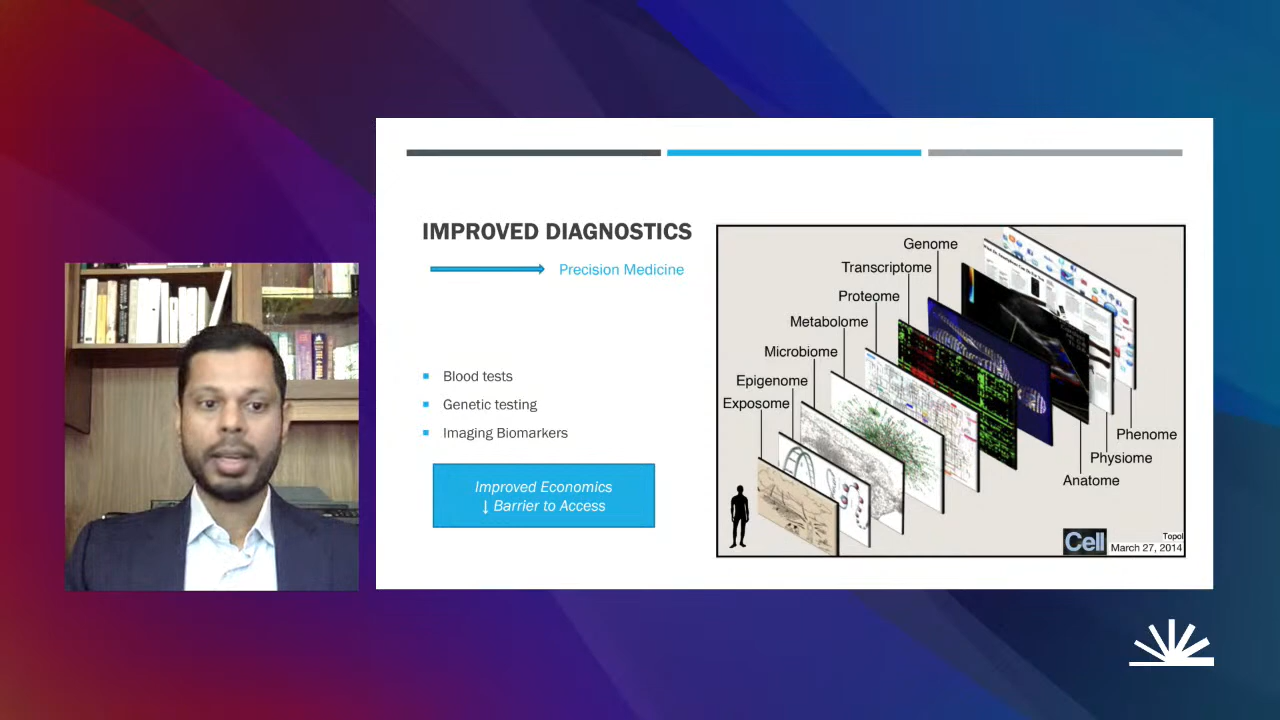 IMPROVED DIAGNOSTICS
Precision Medicine
Blood tests
Genetic testing
Imaging Biomarkers
Improved Economics
↓ Barrier to Access
Genome
Transcriptome
Proteome
Metabolome
Microbiome
Epigenome
Exposome
Phenome
Physiome
Anatome
Cell
Topol
March 27, 2014